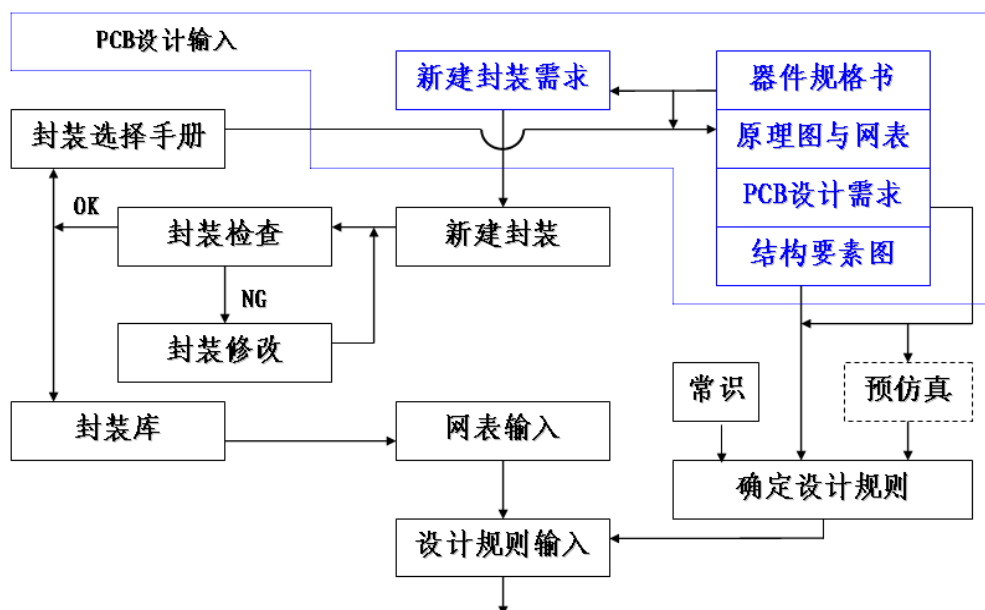 PCB设计输入
新建封装需求
器件规格书
封装选择手册
原理图与网表
PCB设计需求
OK
封装检查
新建封装
结构要素图
NG
封装修改
常识
预仿真
封装库
网表输入
确定设计规则
设计规则输入